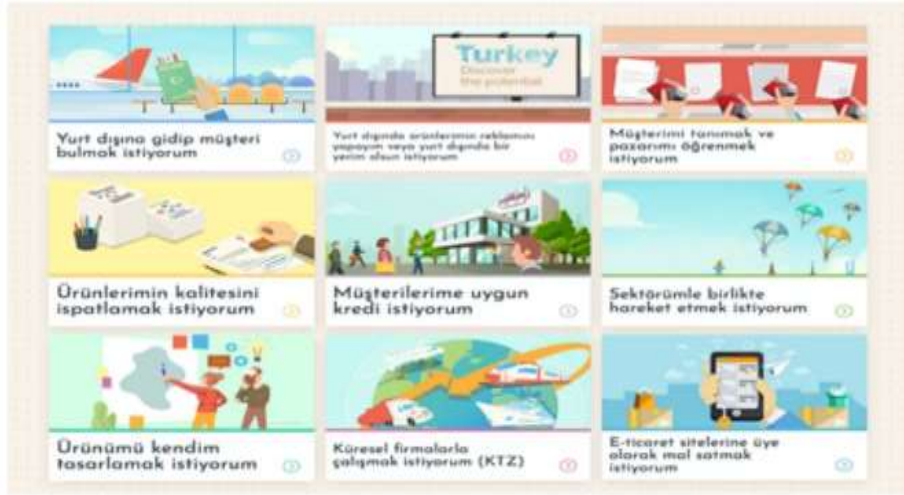 Turkey
Discover
the potential
Yurt dışına gidip müşteri
bulmak istiyorum
Yurt dışında ürünlerimin reklamını
yapayım veya yurt dışında bir
yerim olsun istiyorum
Müşterimi tanımak ve
pazarımı öğrenmek
istiyorum
Ürünlerimin kalitesini
ispatlamak istiyorum
Müşterilerime uygun
kredi istiyorum
Sektörümle birlikte
hareket etmek istiyorum
Ürünümü kendim
tasarlamak istiyorum
Küresel firmalarla
çalışmak istiyorum (KTZ)
E-ticaret sitelerine üye
olarak mal satmak
istiyorum